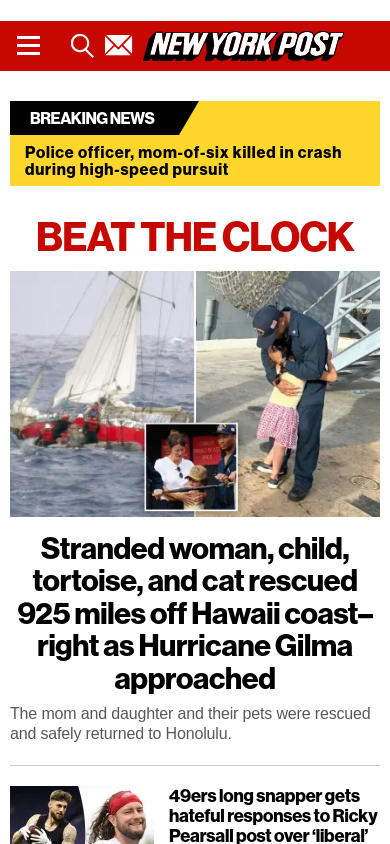 NEW YORK POST
BREAKING NEWS
Police officer, mom-of-six killed in crash
during high-speed pursuit
BEAT THE CLOCK
Stranded woman, child,
tortoise, and cat rescued
925 miles off Hawaii coast–
right as Hurricane Gilma
approached
The mom and daughter and their pets were rescued
and safely returned to Honolulu.
49ers long snapper gets
hateful responses to Ricky
Pearsall post over ‘liberal’